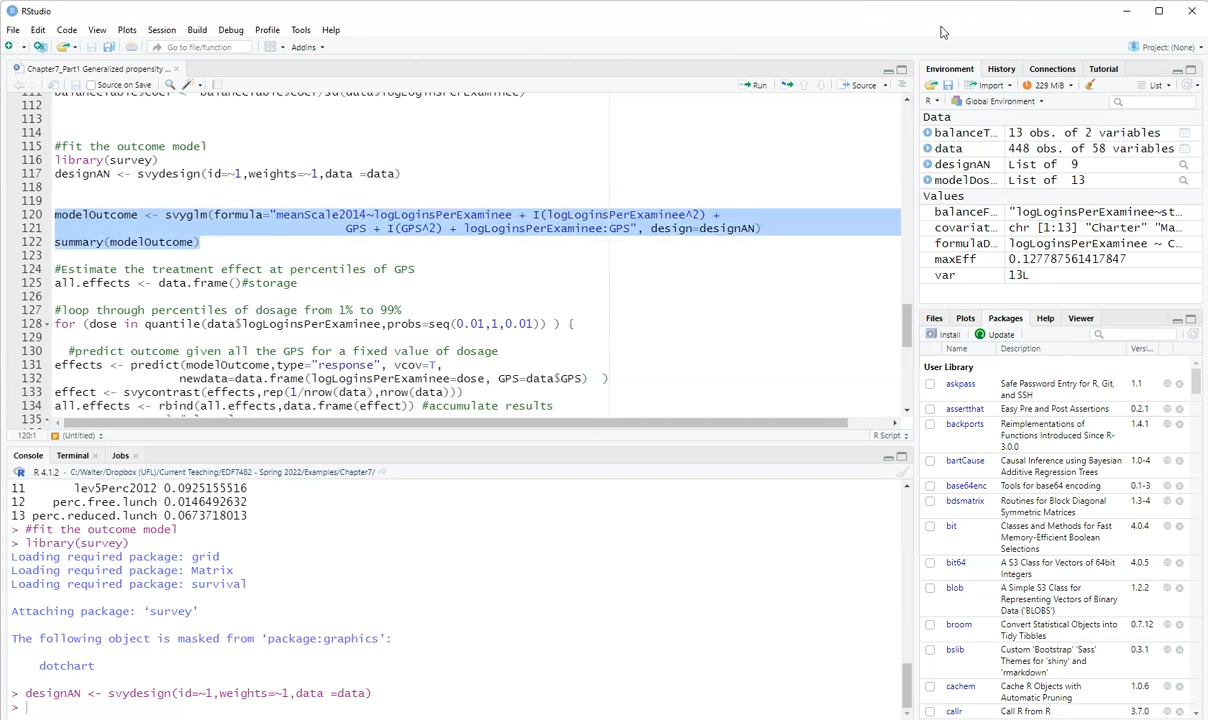 RStudio
File Edit Code View Plots Session Build Debug Profile Tools Help
Go to file/function Addins Project: (None)
Chapter7_Part1 Generalized propensity ...
Source on Save Run Source
112
113
114
115 #fit the outcome model
116 library(survey)
117 designAN <- svydesign(id=~1,weights=~1,data =data)
118
119
120 modelOutcome <- svyglm(formula="meanScale2014~logLoginsPerExaminee + I(logLoginsPerExaminee^2) +
121 GPS + I(GPS^2) + logLoginsPerExaminee:GPS", design=designAN)
122 summary(modelOutcome)
123
124 #Estimate the treatment effect at percentiles of GPS
125 all.effects <- data.frame()#storage
126
127 #loop through percentiles of dosage from 1% to 99%
128 for (dose in quantile(data$logLoginsPerExaminee,probs=seq(0.01,1,0.01)) ) {
129
130 #predict outcome given all the GPS for a fixed value of dosage
131 effects <- predict(modelOutcome,type="response", vcov=T,
132 newdata=data.frame(logLoginsPerExaminee=dose, GPS=data$GPS) )
133 effect <- svycontrast(effects,rep(1/nrow(data),nrow(data)))
134 all.effects <- rbind(all.effects,data.frame(effect)) #accumulate results
135
120:1 (Untitled) R Script
Console Terminal Jobs
R 4.1.2 · C:/Walter/Dropbox (UFL)/Current Teaching/EDF7482 - Spring 2022/Examples/Chapter7/
11 lev5Perc2012 0.0925155516
12 perc.free.lunch 0.0146492632
13 perc.reduced.lunch 0.0673718013
> #fit the outcome model
> library(survey)
Loading required package: grid
Loading required package: Matrix
Loading required package: survival
Attaching package: ‘survey’
The following object is masked from ‘package:graphics’:
dotchart
> designAN <- svydesign(id=~1,weights=~1,data =data)
>
Environment History Connections Tutorial
Import 229 MiB List
R Global Environment
Data
balanceT... 13 obs. of 2 variables
data 448 obs. of 58 variables
designAN List of 9
modelDos... List of 13
Values
balanceF... "logLoginsPerExaminee~st...
covariat... chr [1:13] "Charter" "Ma...
formulaD... logLoginsPerExaminee ~ C...
maxEff 0.127787561417847
var 13L
Files Plots Packages Help Viewer
Install Update
Name Description Versi...
User Library
askpass Safe Password Entry for R, Git, and SSH 1.1
assertthat Easy Pre and Post Assertions 0.2.1
backports Reimplementations of Functions Introduced Since R-3.0.0 1.4.1
bartCause Causal Inference using Bayesian Additive Regression Trees 1.0-4
base64enc Tools for base64 encoding 0.1-3
bdsmatrix Routines for Block Diagonal Symmetric Matrices 1.3-4
bit Classes and Methods for Fast Memory-Efficient Boolean Selections 4.0.4
bit64 A S3 Class for Vectors of 64bit Integers 4.0.5
blob A Simple S3 Class for Representing Vectors of Binary Data ('BLOBS') 1.2.2
broom Convert Statistical Objects into Tidy Tibbles 0.7.12
bslib Custom 'Bootstrap' 'Sass' Themes for 'shiny' and 'rmarkdown' 0.3.1
cachem Cache R Objects with Automatic Pruning 1.0.6
callr Call R from R 3.7.0